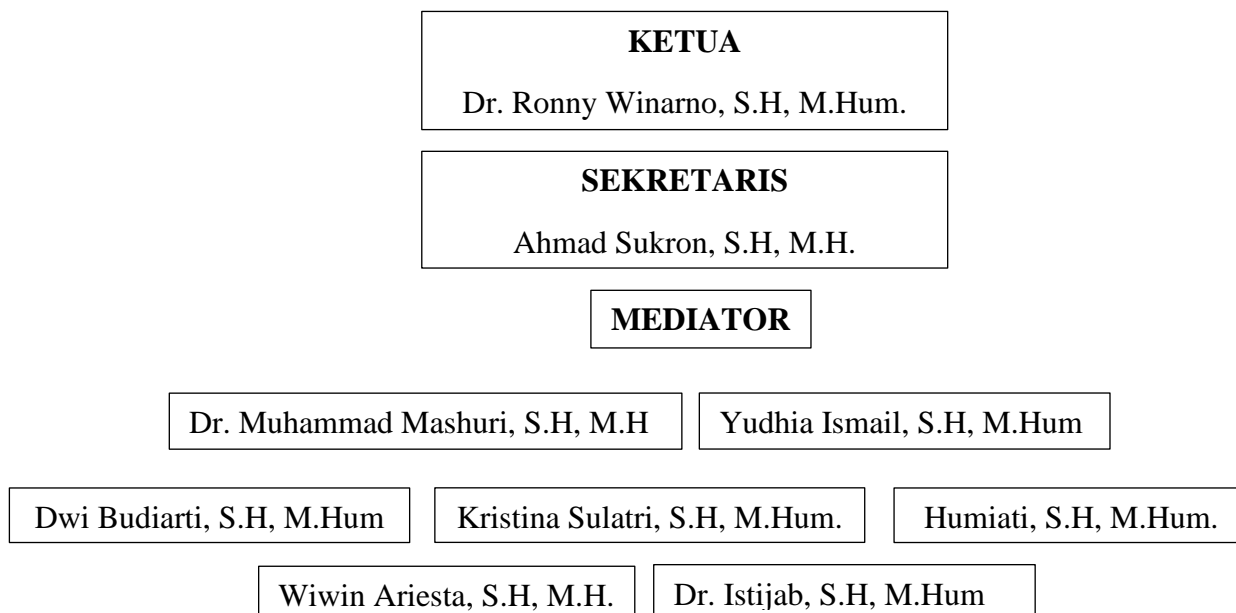 KETUA
Dr. Ronny Winarno, S.H, M.Hum.
SEKRETARIS
Ahmad Sukron, S.H, M.H.
MEDIATOR
Dr. Muhammad Mashuri, S.H, M.H
Yudhia Ismail, S.H, M.Hum
Dwi Budiarti, S.H, M.Hum
Kristina Sulatri, S.H, M.Hum.
Humiati, S.H, M.Hum.
Wiwin Ariesta, S.H, M.H.
Dr. Istijab, S.H, M.Hum